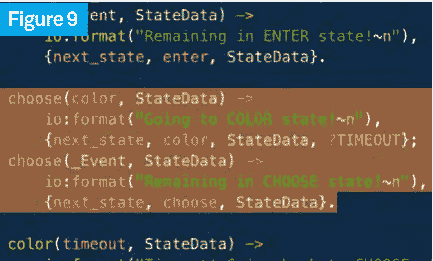 Figure 9
vent, StateData) ->
io:format("Remaining in ENTER state!~n"),
{next_state, enter, StateData}.
choose(color, StateData) ->
io:format("Going to COLOR state!~n"),
{next_state, color, StateData, ?TIMEOUT};
choose(_Event, StateData) ->
io:format("Remaining in CHOOSE state!~n"),
{next_state, choose, StateData}.
color(timeout, StateData) ->